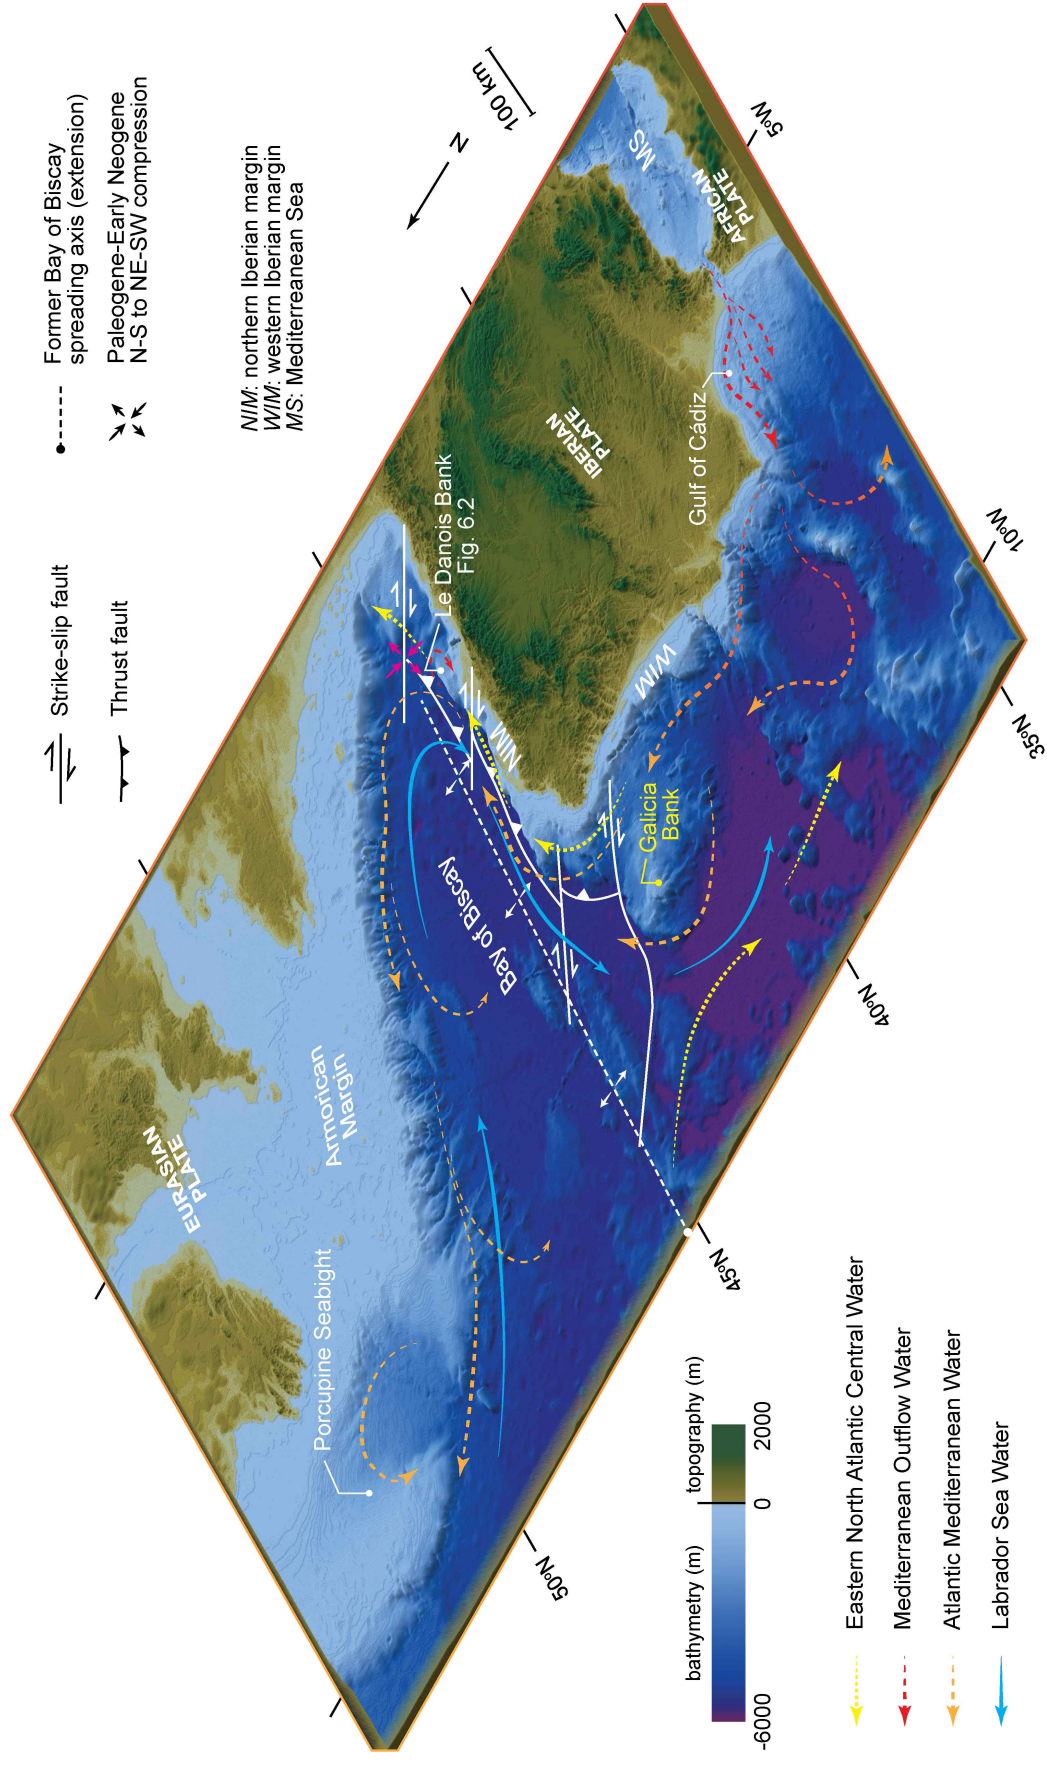 Strike-slip fault
Thrust fault
Former Bay of Biscay
spreading axis (extension)
Paleogene-Early Neogene
N-S to NE-SW compression
NIM: northern Iberian margin
WIM: western Iberian margin
MS: Mediterreanean Sea
N
100 km
EURASIAN
PLATE
Armorican
Margin
Porcupine Seabight
Bay of Biscay
Le Danois Bank
Fig. 6.2
NIM
IBERIAN
PLATE
MS
AFRICAN
PLATE
Gulf of Cádiz
WIM
Galicia
Bank
50ºN
45ºN
40ºN
35ºN
10ºW
5ºW
bathymetry (m)
topography (m)
-6000
0
2000
Eastern North Atlantic Central Water
Mediterranean Outflow Water
Atlantic Mediterranean Water
Labrador Sea Water